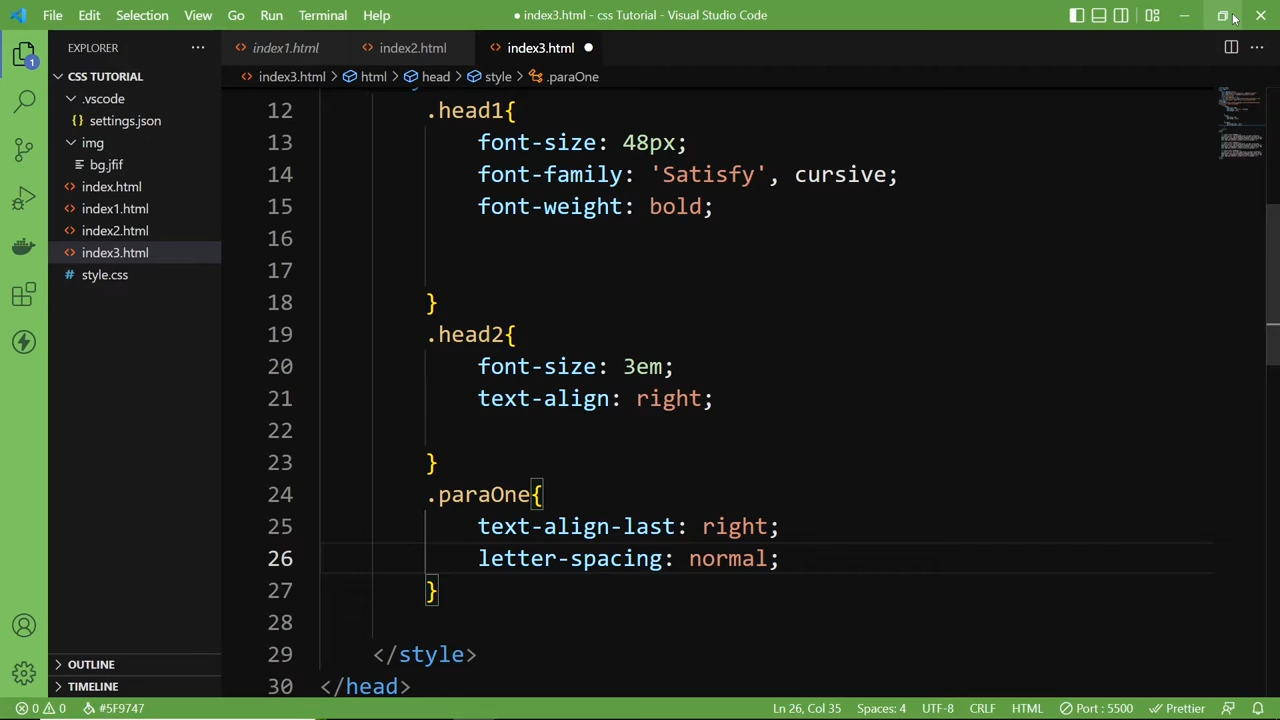 File Edit Selection View Go Run Terminal Help ● index3.html - css Tutorial - Visual Studio Code
EXPLORER ···
<> index1.html <> index2.html <> index3.html ●
CSS TUTORIAL
<> index3.html > html > head > style > .paraOne
.vscode
{} settings.json
img
bg.jfif
<> index.html
<> index1.html
<> index2.html
<> index3.html
# style.css
1
12 .head1{
13 font-size: 48px;
14 font-family: 'Satisfy', cursive;
15 font-weight: bold;
16
17
18 }
19 .head2{
20 font-size: 3em;
21 text-align: right;
22
23 }
24 .paraOne{
25 text-align-last: right;
26 letter-spacing: normal;
27 }
28
29 </style>
30 </head>
OUTLINE
TIMELINE
0 0 #5F9747 Ln 26, Col 35 Spaces: 4 UTF-8 CRLF HTML Port : 5500 Prettier